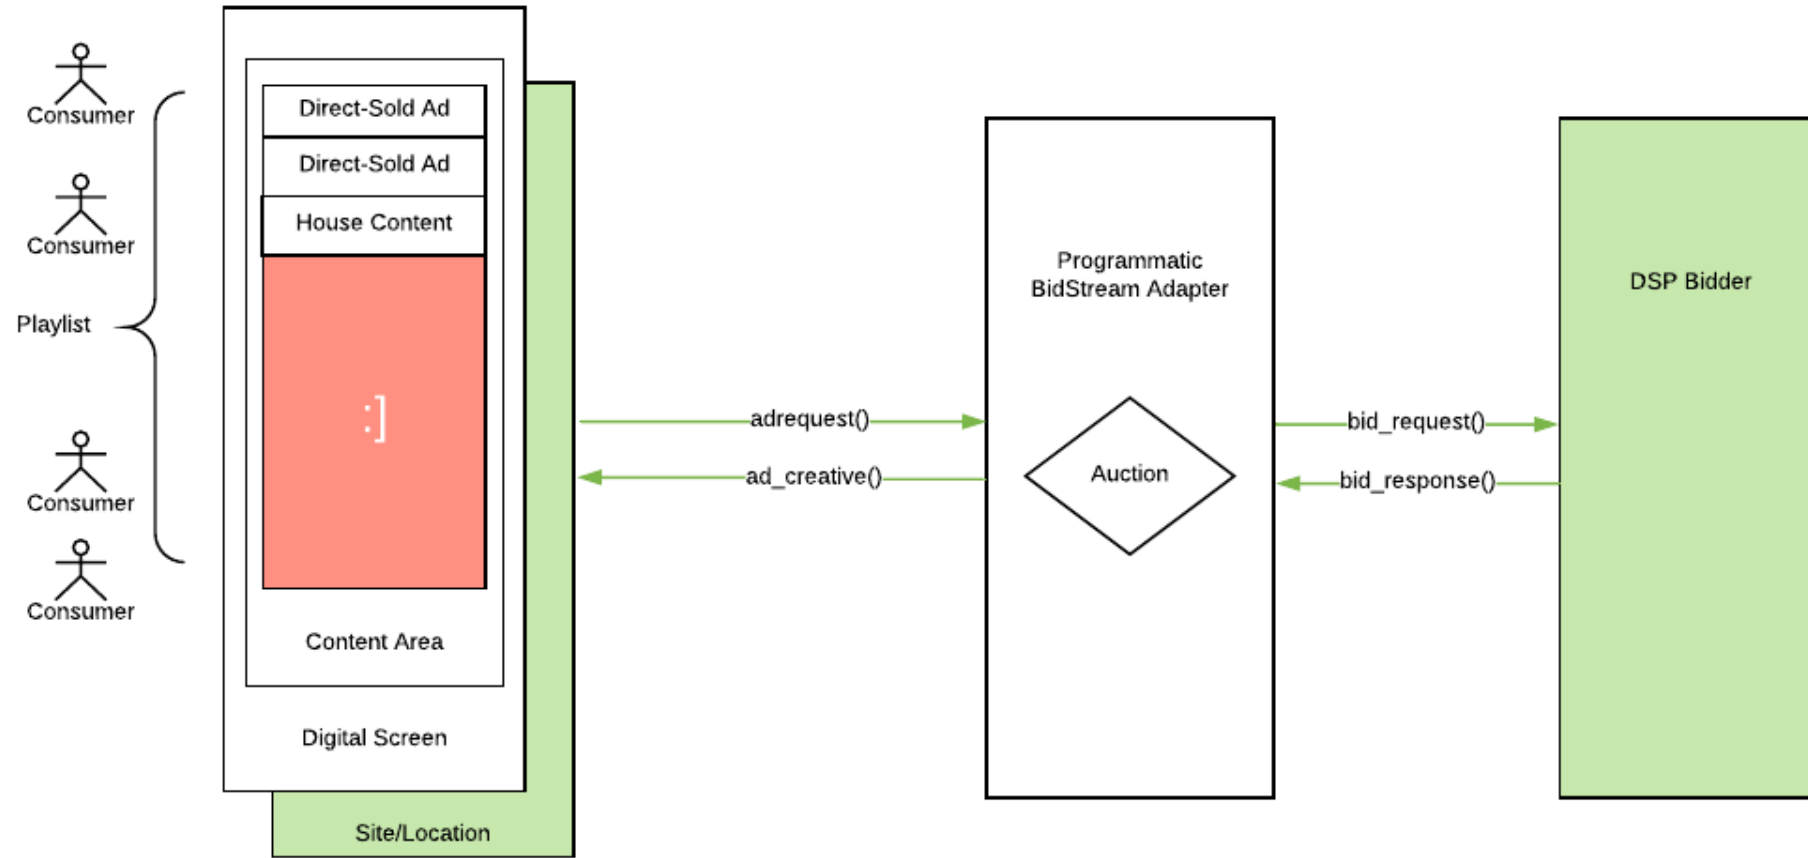 Consumer
Consumer
Playlist
Consumer
Consumer
Direct-Sold Ad
Direct-Sold Ad
House Content
:]
Content Area
Digital Screen
Site/Location
adrequest()
ad_creative()
Programmatic
BidStream Adapter
Auction
bid_request()
bid_response()
DSP Bidder